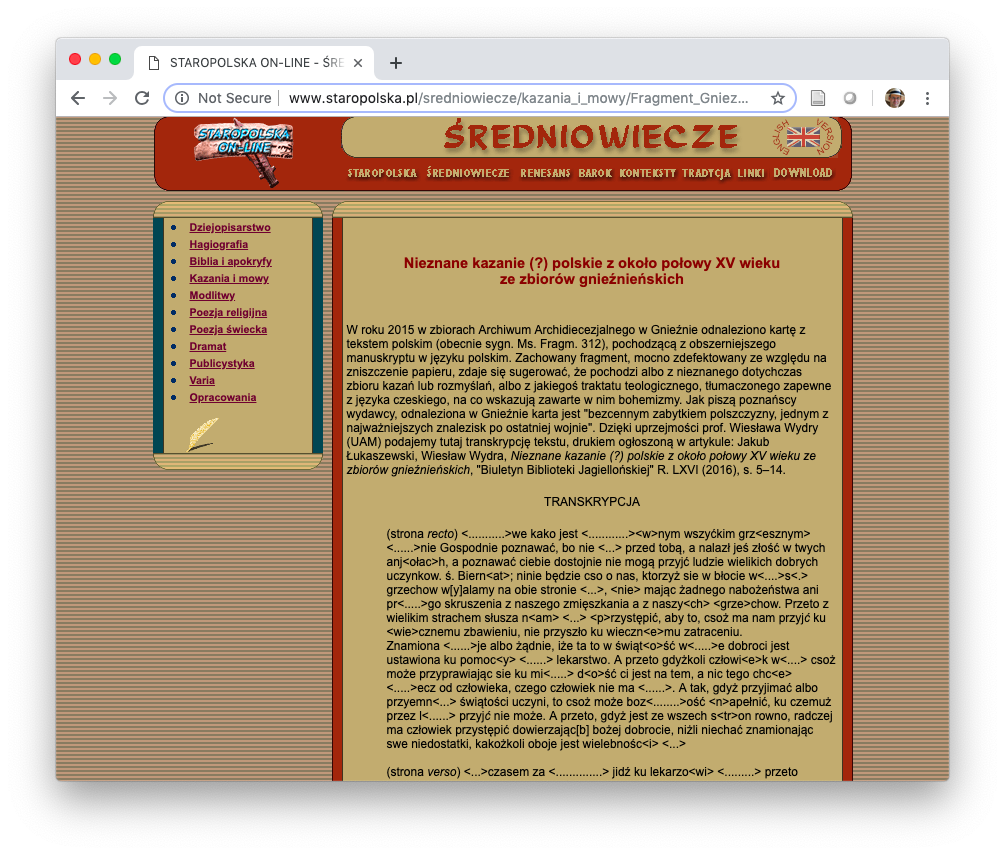 STAROPOLSKA ON-LINE - ŚRE
Not Secure | www.staropolska.pl/sredniowiecze/kazania_i_mowy/Fragment_Gniez...
STAROPOLSKA
ON-LINE
ŚREDNIOWIECZE
ENGLISH VERSION
STAROPOLSKA ŚREDNIOWIECZE RENESANS BAROK KONTEKSTY TRADYCJA LINKI DOWNLOAD
Dziejopisarstwo
Hagiografia
Biblia i apokryfy
Kazania i mowy
Modlitwy
Poezja religijna
Poezja świecka
Dramat
Publicystyka
Varia
Opracowania
Nieznane kazanie (?) polskie z około połowy XV wieku
ze zbiorów gnieźnieńskich
W roku 2015 w zbiorach Archiwum Archidiecezjalnego w Gnieźnie odnaleziono kartę z
tekstem polskim (obecnie sygn. Ms. Fragm. 312), pochodzącą z obszerniejszego
manuskryptu w języku polskim. Zachowany fragment, mocno zdefektowany ze względu na
zniszczenie papieru, zdaje się sugerować, że pochodzi albo z nieznanego dotychczas
zbioru kazań lub rozmyślań, albo z jakiegoś traktatu teologicznego, tłumaczonego zapewne
z języka czeskiego, na co wskazują zawarte w nim bohemizmy. Jak piszą poznańscy
wydawcy, odnaleziona w Gnieźnie karta jest "bezcennym zabytkiem polszczyzny, jednym z
najważniejszych znalezisk po ostatniej wojnie". Dzięki uprzejmości prof. Wiesława Wydry
(UAM) podajemy tutaj transkrypcję tekstu, drukiem ogłoszoną w artykule: Jakub
Łukaszewski, Wiesław Wydra, Nieznane kazanie (?) polskie z około połowy XV wieku ze
zbiorów gnieźnieńskich, "Biuletyn Biblioteki Jagiellońskiej" R. LXVI (2016), s. 5–14.
TRANSKRYPCJA
(strona recto) <...........>we kako jest <............><w>nym wszyćkim grz<esznym>
<......>nie Gospodnie poznawać, bo nie <...> przed tobą, a nalazł jeś złość w twych
anj<ołac>h, a poznawać ciebie dostojnie nie mogą przyjć ludzie wielikich dobrych
uczynkow. ś. Biern<at>; ninie będzie cso o nas, ktorzyż sie w błocie w<....>s<.>
grzechow w[y]alamy na obie stronie <...>, <nie> mając żadnego nabożeństwa ani
pr<.....>go skruszenia z naszego zmięszkania a z naszy<ch> <grze>chow. Przeto z
wielikim strachem słusza n<am> <...> <p>rzystępić, aby to, csoż ma nam przyjć ku
<wie>cznemu zbawieniu, nie przyszło ku wieczn<e>mu zatraceniu.
Znamiona <......>je albo żądnie, iże ta to w świąt<o>ść w<.....>e dobroci jest
ustawiona ku pomoc<y> <......> lekarstwo. A przeto gdyżkoli człowi<e>k w<....> csoż
może przyprawiając sie ku mi<.....> d<o>ść ci jest na tem, a nic tego chc<e>
<.....>ecz od człowieka, czego człowiek nie ma <......>. A tak, gdyż przyjimać albo
przyemn<...> świątości uczyni, to csoż może boz<........>ość <n>apełnić, ku czemuż
przez l<......> przyjć nie może. A przeto, gdyż jest ze wszech s<tr>on rowno, radczej
ma człowiek przystępić dowierzając[b] bożej dobrocie, niżli niechać znamionając
swe niedostatki, kakożkoli oboje jest wielebnośc<i> <...>
(strona verso) <...>czasem za <..............> jidź ku lekarzo<wi> <.........> przeto